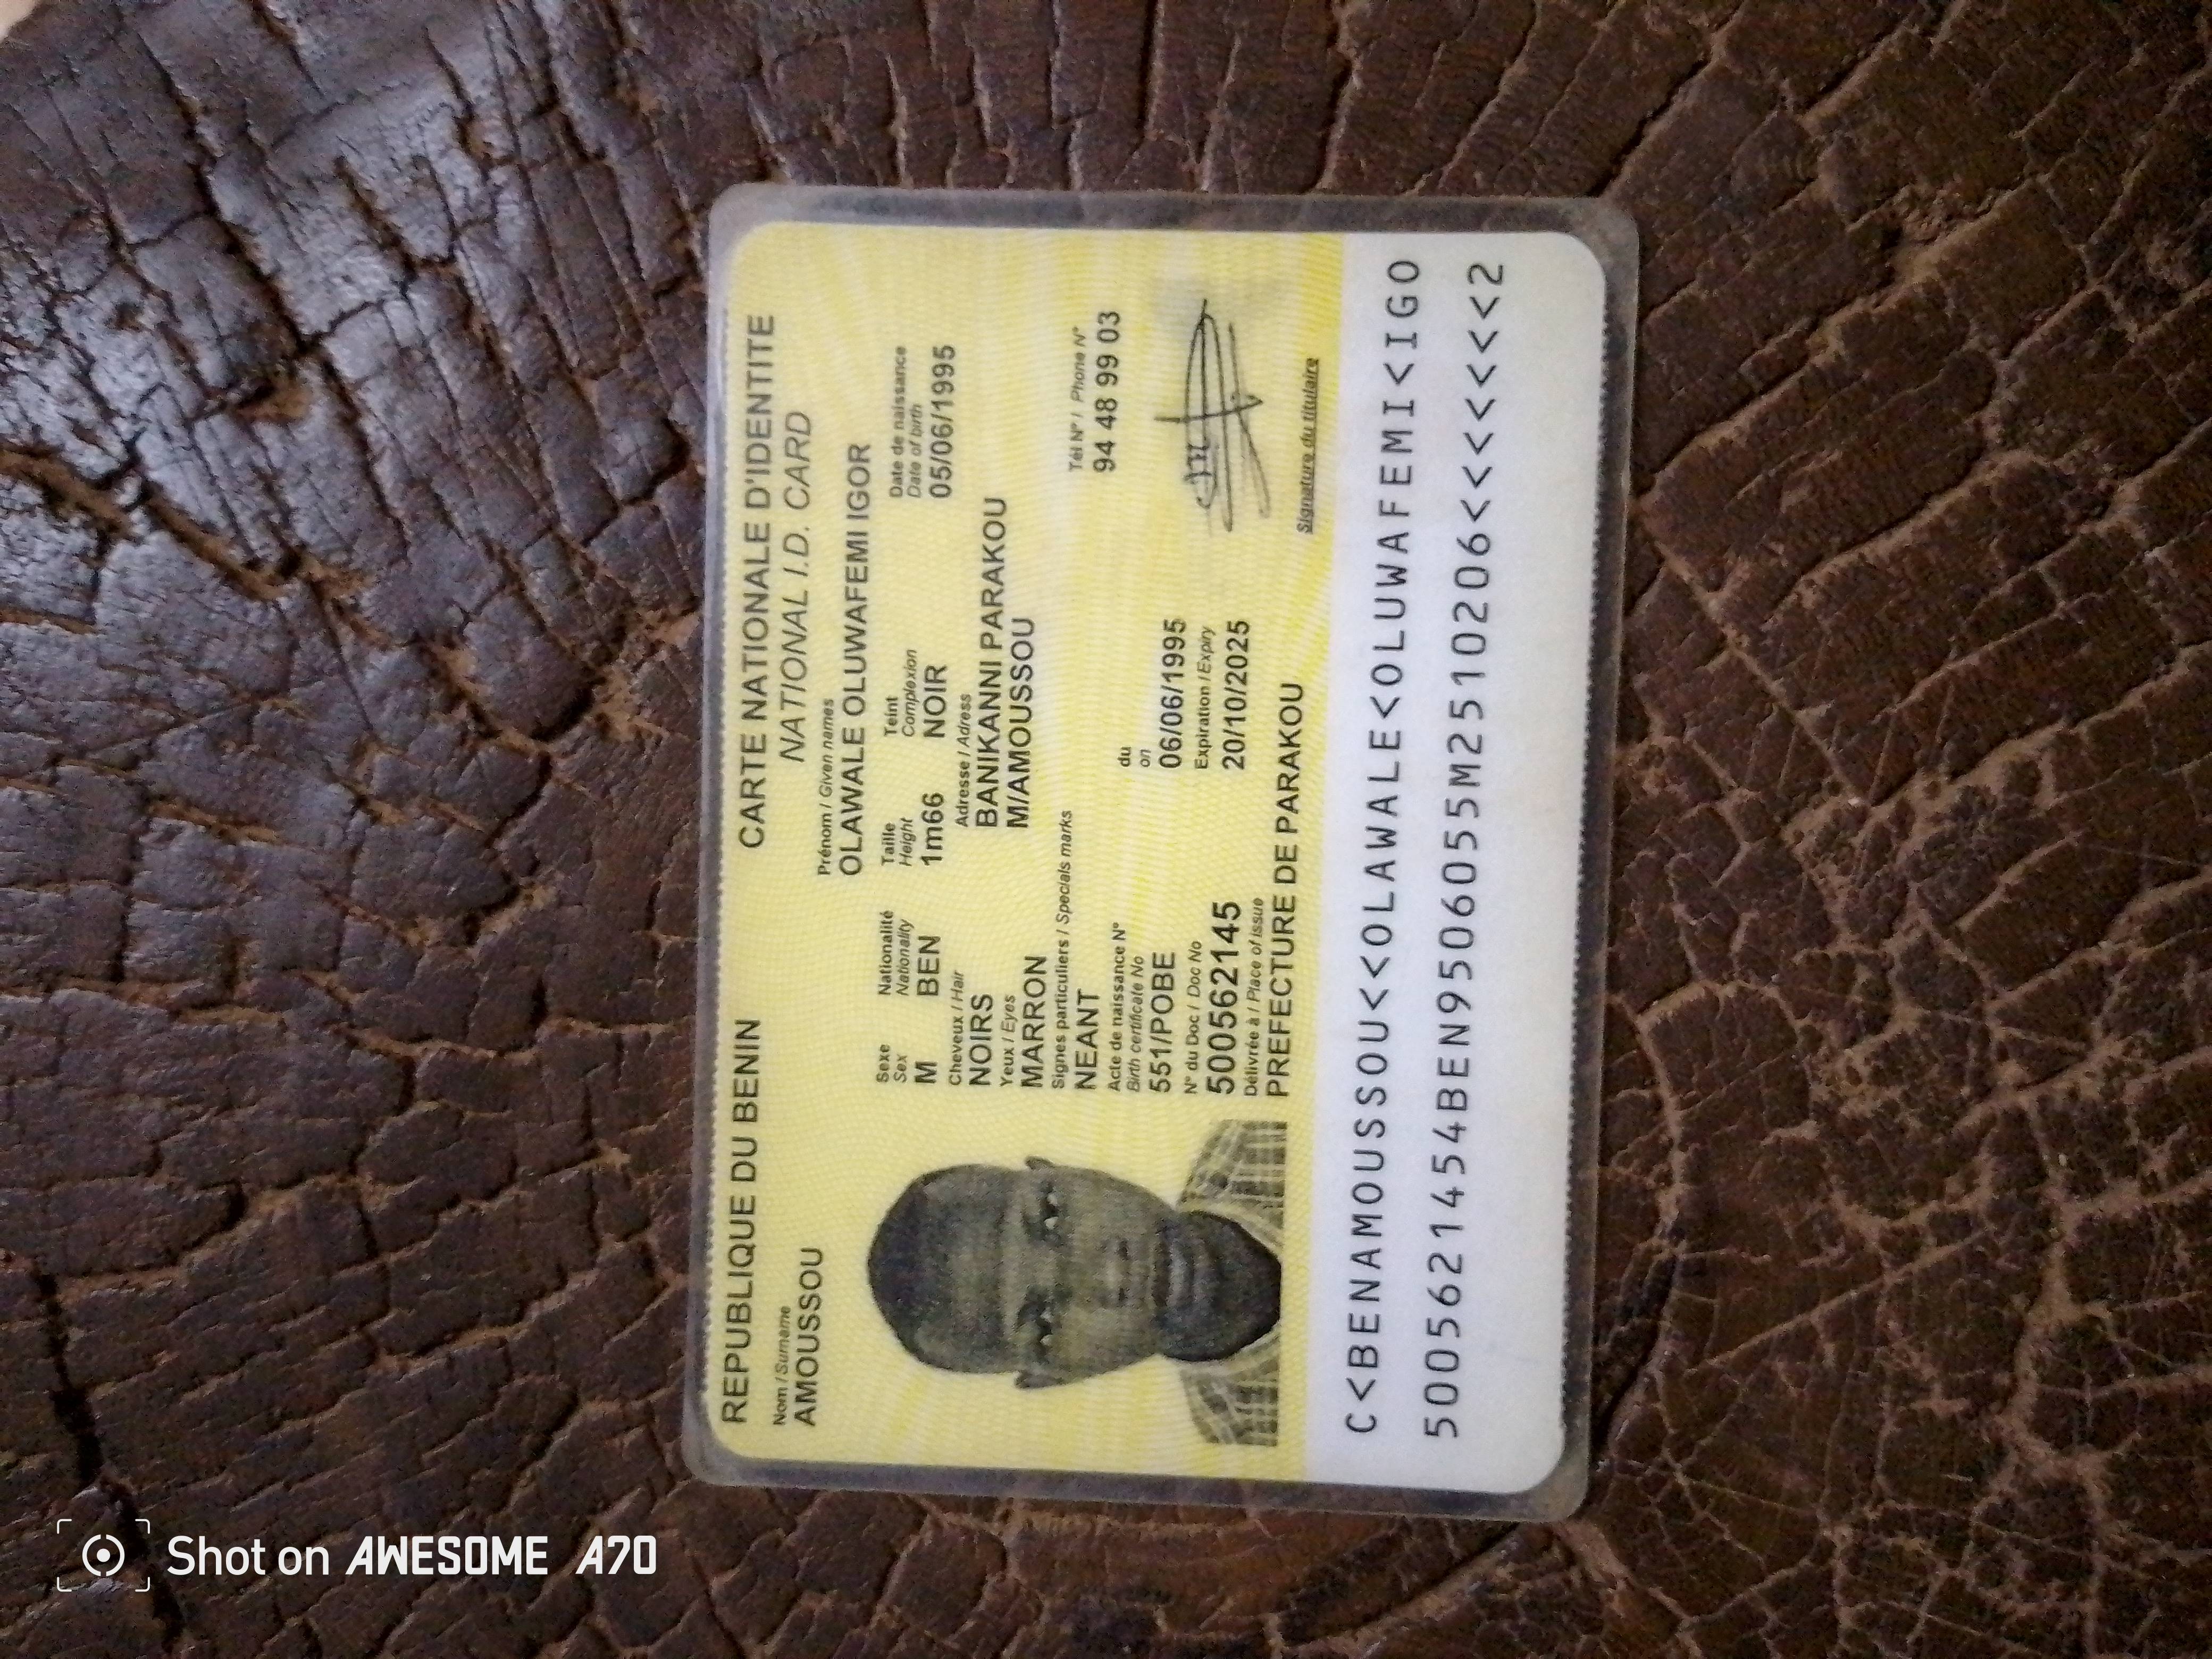 REPUBLIQUE DU BENIN CARTE NATIONALE D'IDENTITE
NATIONAL I.D. CARD
Nom / Surname
AMOUSSOU
Prénom / Given names
OLAWALE OLUWAFEMI IGOR
Sexe Nationalité Taille Teint Date de naissance
Sex Nationality Height Complexion Date of birth
M BEN 1m66 NOIR 05/06/1995
Cheveux / Hair Adresse / Adress
NOIRS BANIKANNI PARAKOU
Yeux / Eyes
MARRON M/AMOUSSOU
Signes particuliers / Specials marks
NEANT
Tél N° / Phone N°
94 48 99 03
Acte de naissance N° du
Birth certificate No on
551/POBE 06/06/1995
N° du Doc / Doc No Expiration / Expiry
500562145 20/10/2025
Délivrée à / Place of issue
PREFECTURE DE PARAKOU
Signature du titulaire
C<BENAMOUSSOU<<OLAWALE<OLUWAFEMI<IGO
5005621454BEN9506055M2510206<<<<<<<2
Shot on AWESOME A70